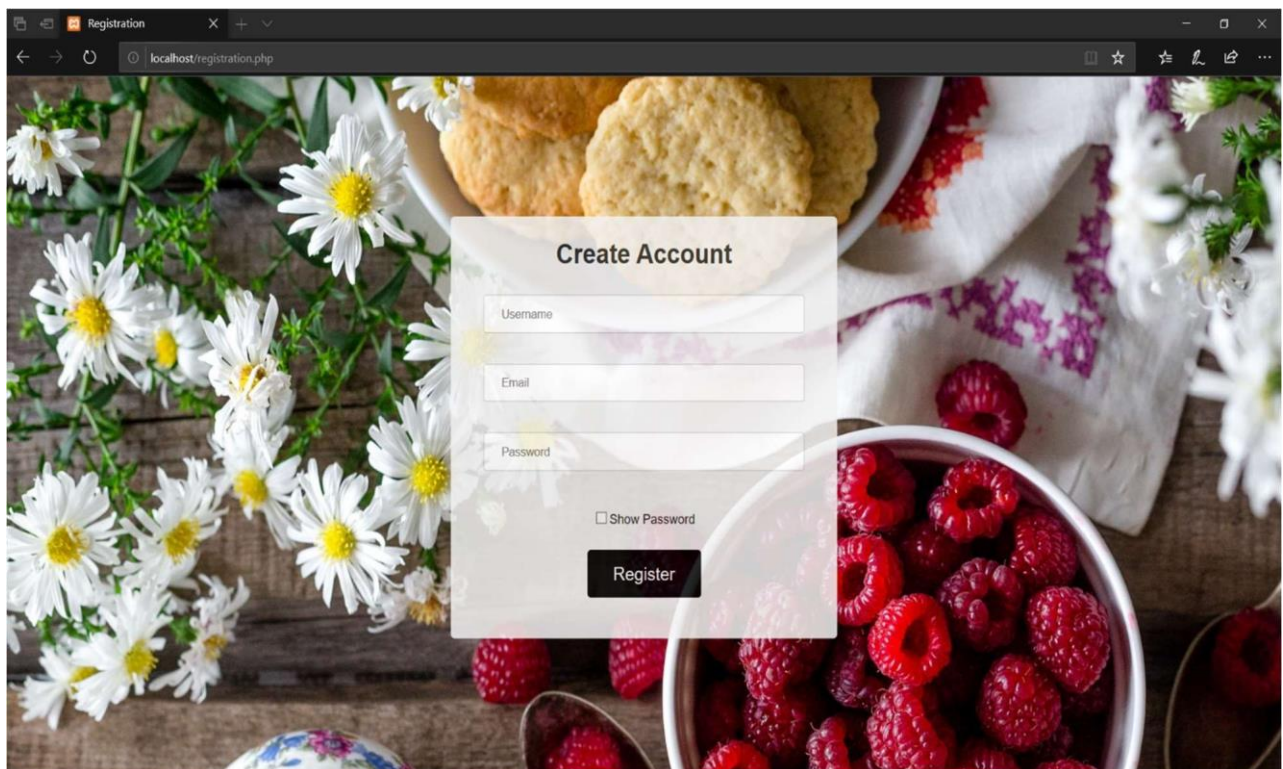 Registration
localhost/registration.php
Create Account
Username
Email
Password
Show Password
Register